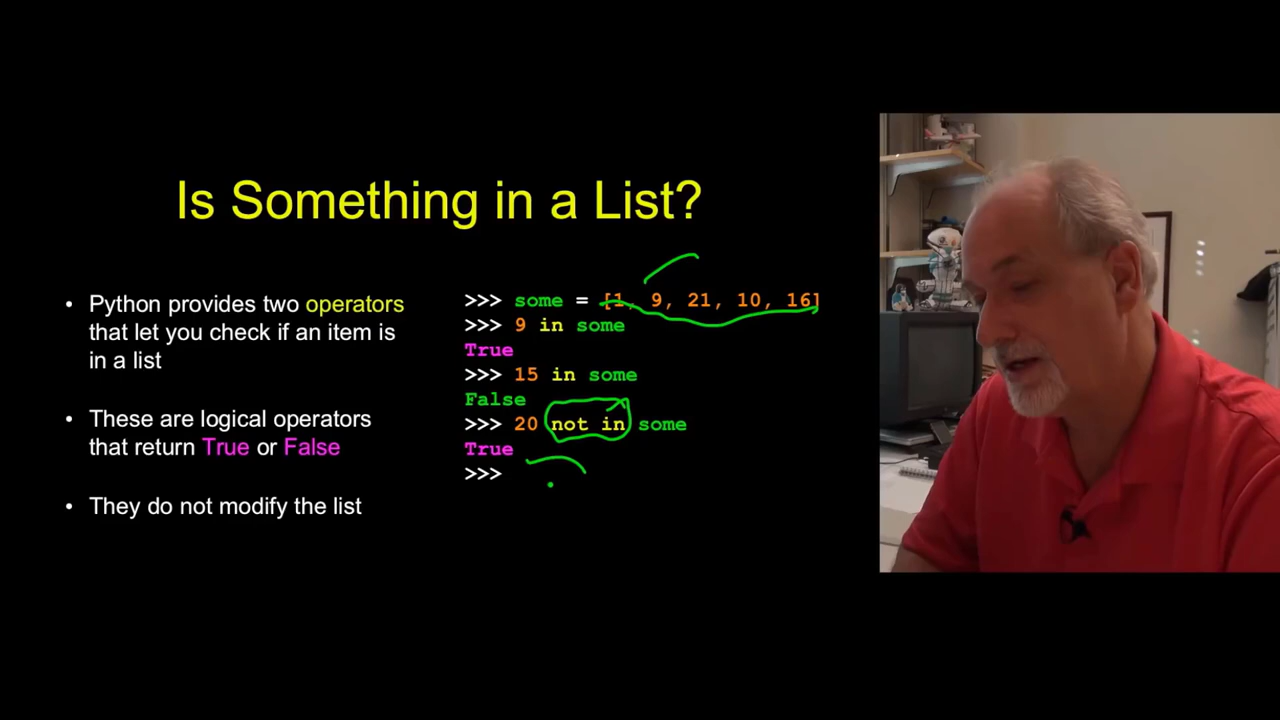 Is Something in a List?
• Python provides two operators
that let you check if an item is
in a list
• These are logical operators
that return True or False
• They do not modify the list
>>> some = [1, 9, 21, 10, 16]
>>> 9 in some
True
>>> 15 in some
False
>>> 20 not in some
True
>>>